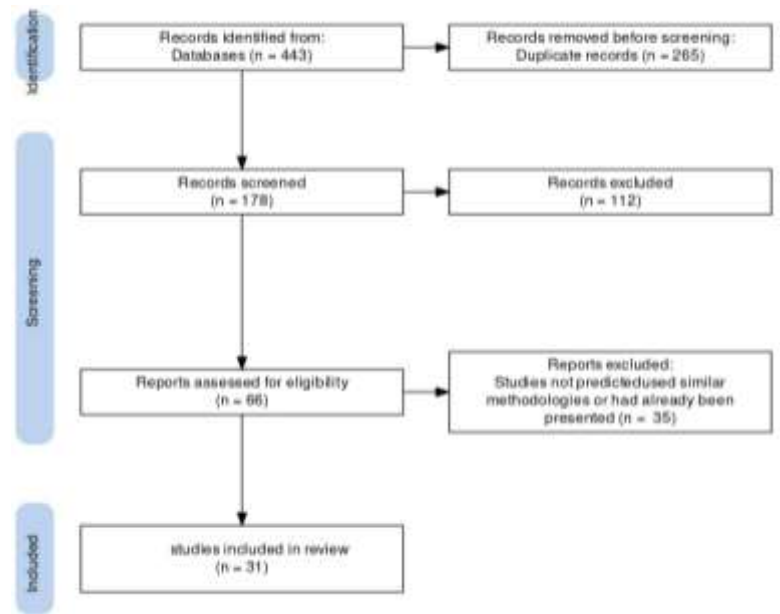 Identification
Records identified from:
Databases (n = 443)
Records removed before screening:
Duplicate records (n = 265)
Screening
Records screened
(n = 178)
Records excluded
(n = 112)
Reports assessed for eligibility
(n = 66)
Reports excluded:
Studies not predictedused similar
methodologies or had already been
presented (n = 35)
Included
studies included in review
(n = 31)